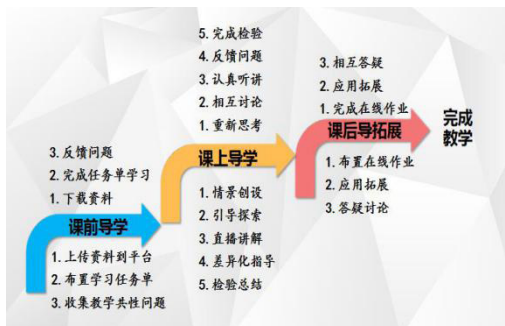 3. 反馈问题
2. 完成任务单学习
1. 下载资料
课前导学
1. 上传资料到平台
2. 布置学习任务单
3. 收集教学共性问题
5. 完成检验
4. 反馈问题
3. 认真听讲
2. 相互讨论
1. 重新思考
课上导学
1. 情景创设
2. 引导探索
3. 直播讲解
4. 差异化指导
5. 检验总结
3. 相互答疑
2. 应用拓展
1. 完成在线作业
课后导拓展
1. 布置在线作业
2. 应用拓展
3. 答疑讨论
完成
教学